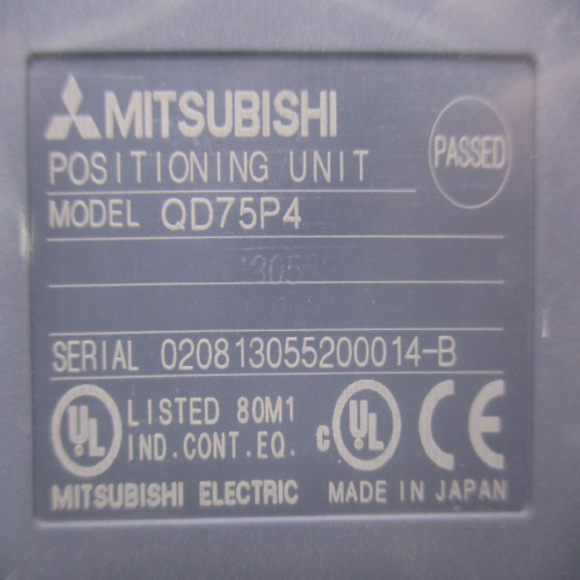 MITSUBISHI
POSITIONING UNIT
PASSED
MODEL QD75P4
SERIAL 020813055200014-B
UL LISTED 80M1
IND.CONT.EQ.
c UL CE
MITSUBISHI ELECTRIC MADE IN JAPAN